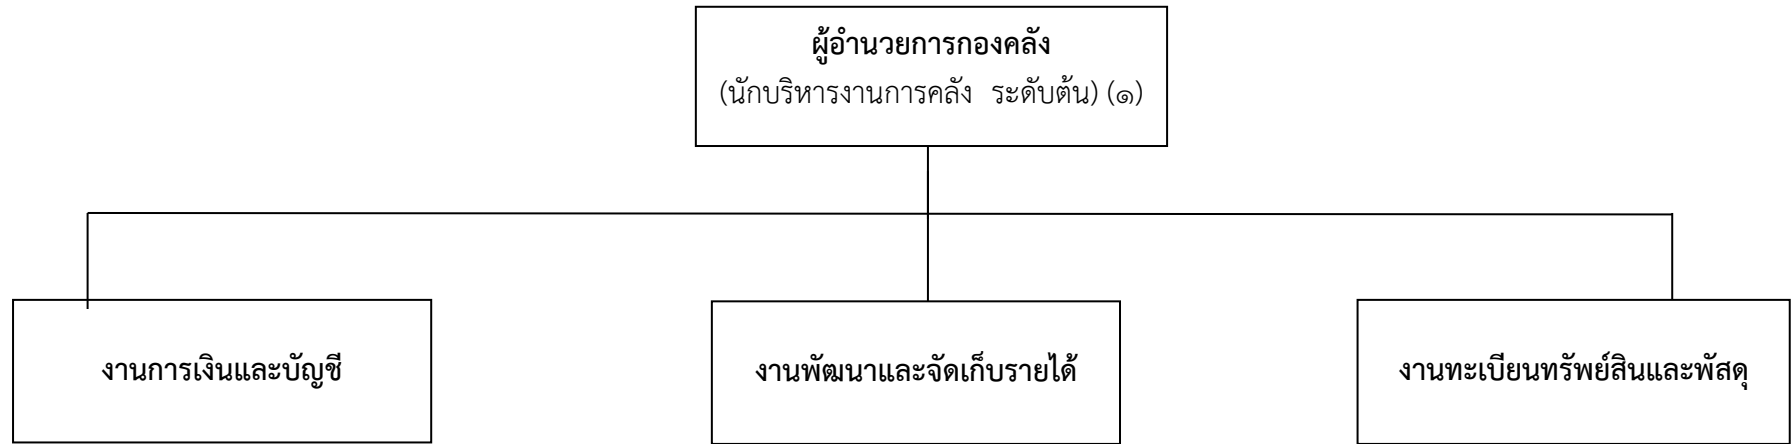 ผู้อำนวยการกองคลัง
(นักบริหารงานการคลัง ระดับต้น) (๑)
งานการเงินและบัญชี
งานพัฒนาและจัดเก็บรายได้
งานทะเบียนทรัพย์สินและพัสดุ